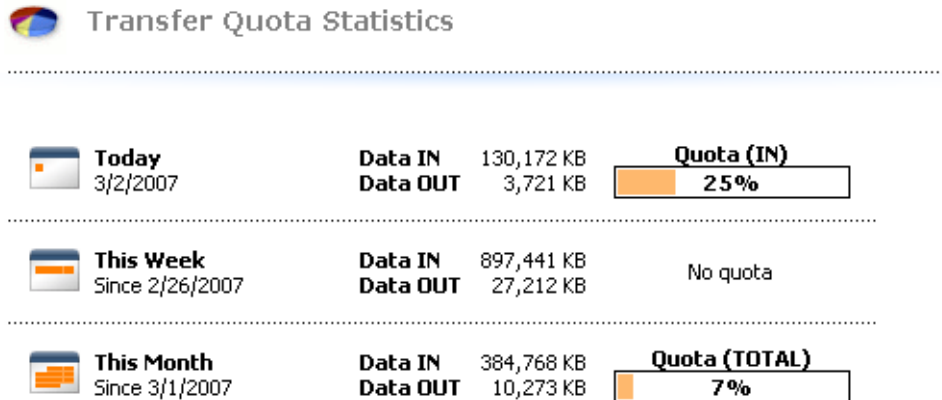 Transfer Quota Statistics
Today Data IN 130,172 KB Quota (IN)
3/2/2007 Data OUT 3,721 KB 25%
This Week Data IN 897,441 KB No quota
Since 2/26/2007 Data OUT 27,212 KB
This Month Data IN 384,768 KB Quota (TOTAL)
Since 3/1/2007 Data OUT 10,273 KB 7%